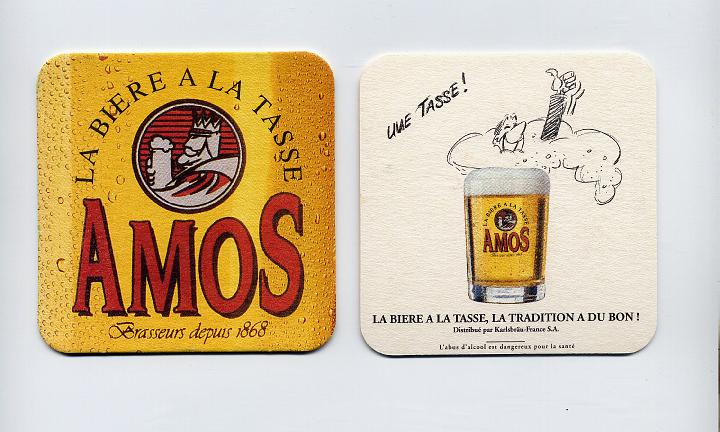 LA BIERE A LA TASSE
AMOS
Brasseurs depuis 1868
UNE TASSE!
LA BIERE A LA TASSE
AMOS
LA BIERE A LA TASSE, LA TRADITION A DU BON !
Distribué par Karlsbräu-France S.A.
L'abus d'alcool est dangereux pour la santé